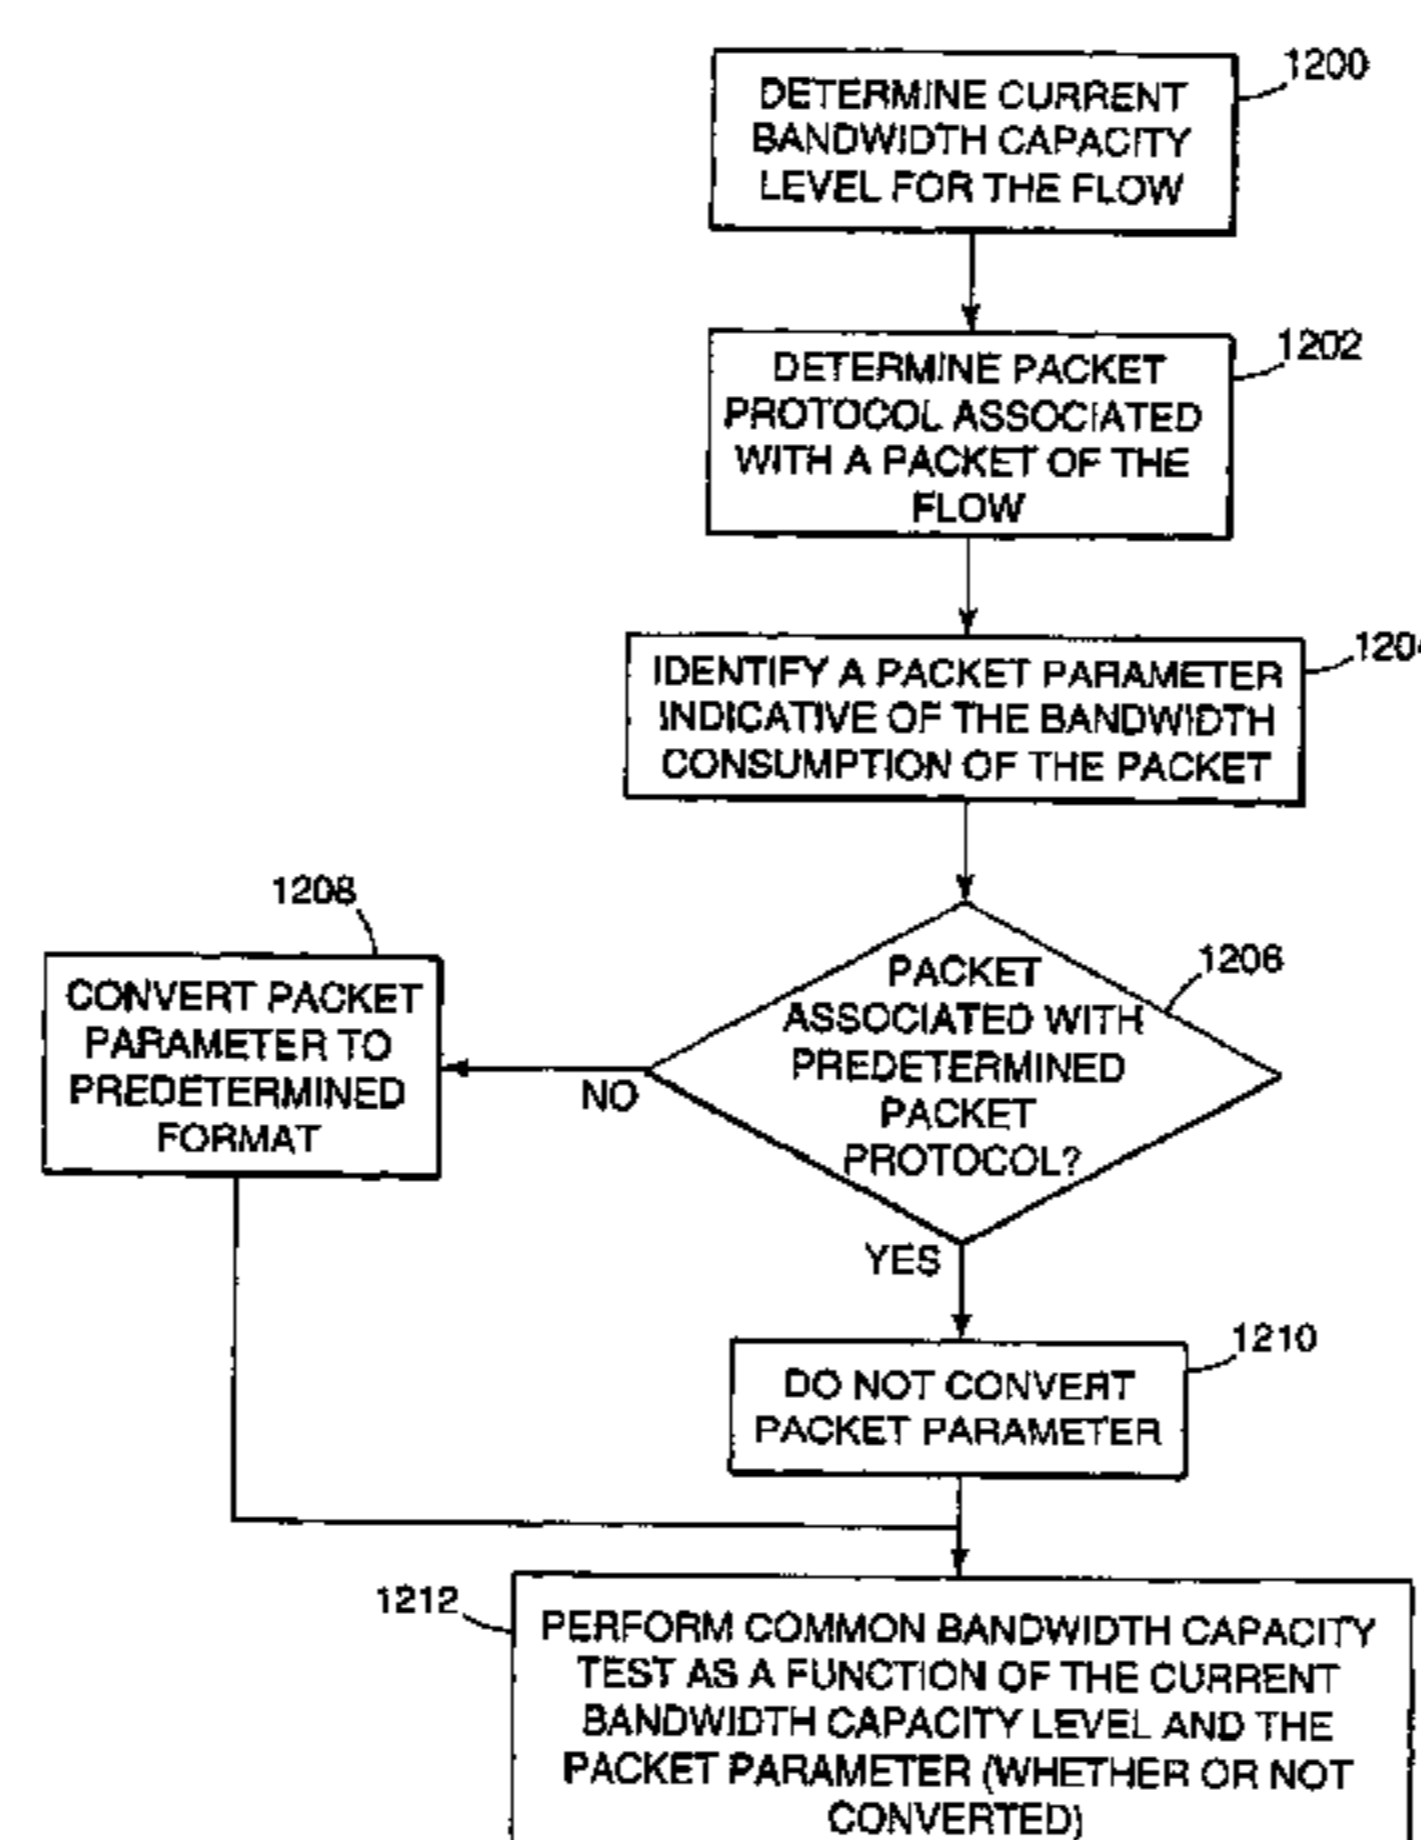 1200
DETERMINE CURRENT
BANDWIDTH CAPACITY
LEVEL FOR THE FLOW
1202
DETERMINE PACKET
PROTOCOL ASSOCIATED
WITH A PACKET OF THE
FLOW
1204
IDENTIFY A PACKET PARAMETER
INDICATIVE OF THE BANDWIDTH
CONSUMPTION OF THE PACKET
1208
CONVERT PACKET
PARAMETER TO
PREDETERMINED
FORMAT
1206
PACKET
ASSOCIATED WITH
PREDETERMINED
PACKET
PROTOCOL?
NO
YES
1210
DO NOT CONVERT
PACKET PARAMETER
1212
PERFORM COMMON BANDWIDTH CAPACITY
TEST AS A FUNCTION OF THE CURRENT
BANDWIDTH CAPACITY LEVEL AND THE
PACKET PARAMETER (WHETHER OR NOT
CONVERTED)